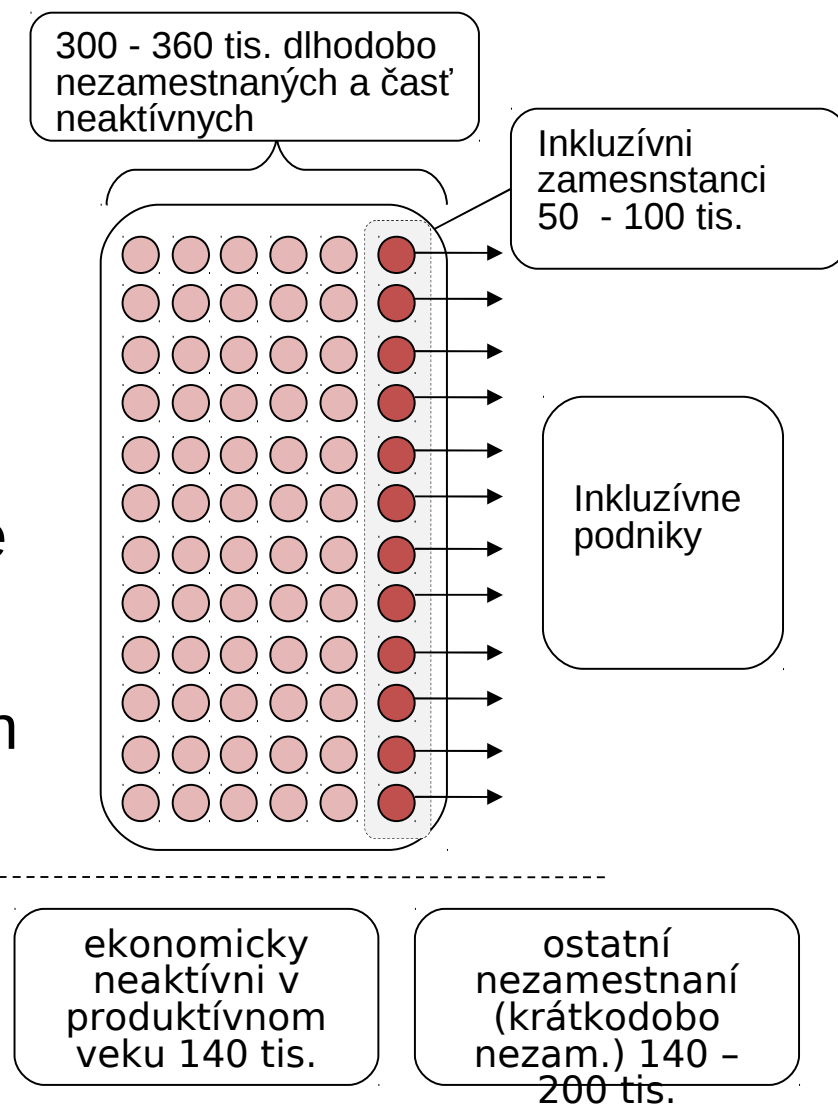 300 - 360 tis. dlhodobo
nezamestnaných a časť
neaktívnych
Inkluzívni
zamesnstanci
50 - 100 tis.
Inkluzívne
podniky
ekonomicky
neaktívni v
produktívnom
veku 140 tis.
ostatní
nezamestnaní
(krátkodobo
nezam.) 140 –
200 tis.